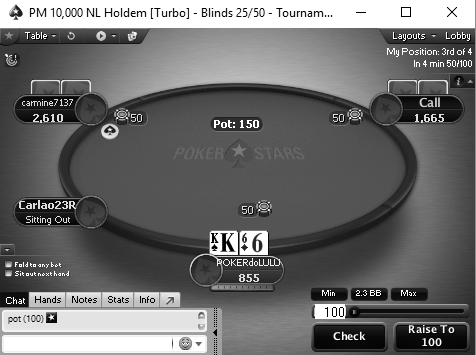 PM 10,000 NL Holdem [Turbo] - Blinds 25/50 - Tournam...
Table
Layouts
Lobby
My Position: 3rd of 4
In 4 min 50/100
carmine7137
2,610
50
Pot: 150
50
Call
1,665
POKER STARS
Carlao23R
Sitting Out
50
K K 6 6
POKERdoLULU
855
Fold to any bet
Sit out next hand
Chat Hands Notes Stats Info
pot (100)
Min 2.3 BB Max
100
Check
Raise To
100